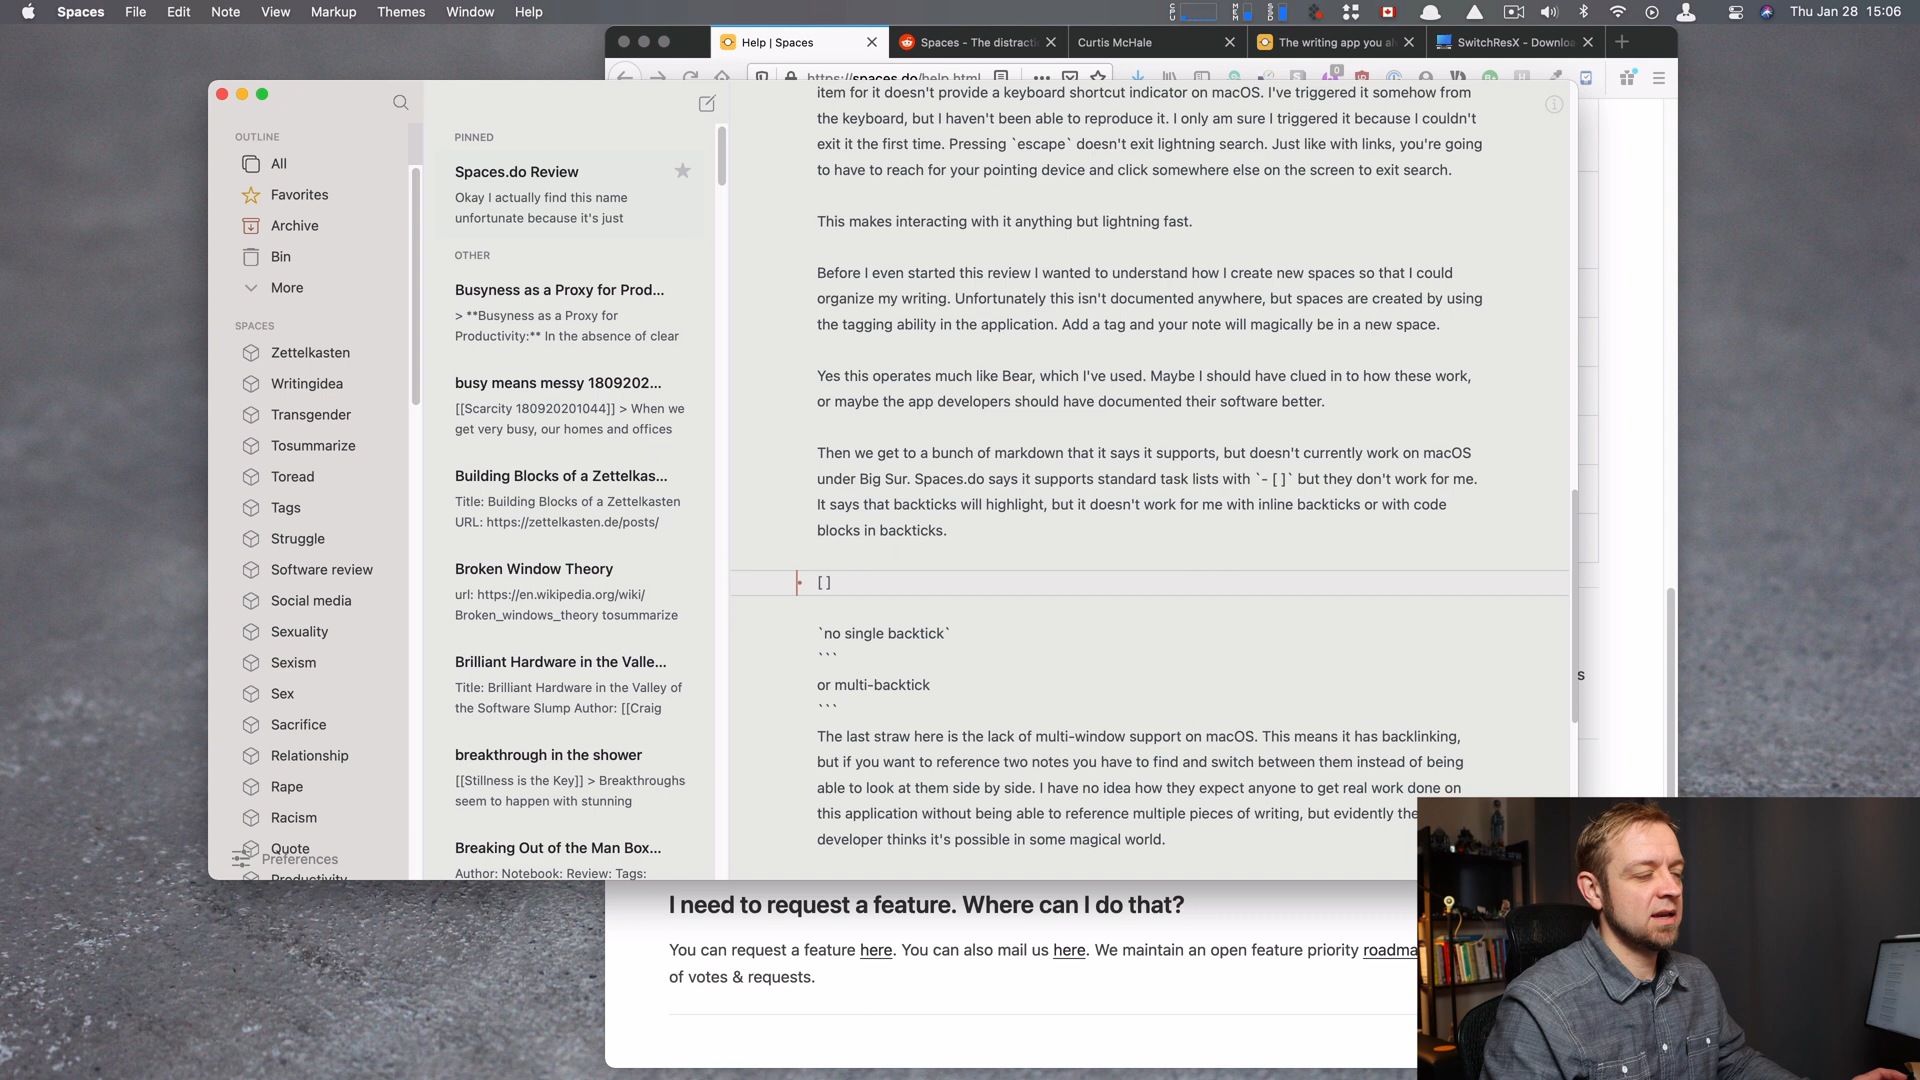 Spaces File Edit Note View Markup Themes Window Help
Thu Jan 28 15:06
Help | Spaces
Spaces - The distracti
Curtis McHale
The writing app you al
SwitchResX - Downloa
https://spaces.do/help.html
0
OUTLINE
All
Favorites
Archive
Bin
More
SPACES
Zettelkasten
Writingidea
Transgender
Tosummarize
Toread
Tags
Struggle
Software review
Social media
Sexuality
Sexism
Sex
Sacrifice
Relationship
Rape
Racism
Quote
Preferences
Productivity
PINNED
Spaces.do Review
Okay I actually find this name
unfortunate because it's just
OTHER
Busyness as a Proxy for Prod...
> **Busyness as a Proxy for
Productivity:** In the absence of clear
busy means messy 1809202...
[[Scarcity 180920201044]] > When we
get very busy, our homes and offices
Building Blocks of a Zettelkas...
Title: Building Blocks of a Zettelkasten
URL: https://zettelkasten.de/posts/
Broken Window Theory
url: https://en.wikipedia.org/wiki/
Broken_windows_theory tosummarize
Brilliant Hardware in the Valle...
Title: Brilliant Hardware in the Valley of
the Software Slump Author: [[Craig
breakthrough in the shower
[[Stillness is the Key]] > Breakthroughs
seem to happen with stunning
Breaking Out of the Man Box...
Author: Notebook: Review: Tags:
item for it doesn't provide a keyboard shortcut indicator on macOS. I've triggered it somehow from
the keyboard, but I haven't been able to reproduce it. I only am sure I triggered it because I couldn't
exit it the first time. Pressing `escape` doesn't exit lightning search. Just like with links, you're going
to have to reach for your pointing device and click somewhere else on the screen to exit search.
This makes interacting with it anything but lightning fast.
Before I even started this review I wanted to understand how I create new spaces so that I could
organize my writing. Unfortunately this isn't documented anywhere, but spaces are created by using
the tagging ability in the application. Add a tag and your note will magically be in a new space.
Yes this operates much like Bear, which I've used. Maybe I should have clued in to how these work,
or maybe the app developers should have documented their software better.
Then we get to a bunch of markdown that it says it supports, but doesn't currently work on macOS
under Big Sur. Spaces.do says it supports standard task lists with `- [ ]` but they don't work for me.
It says that backticks will highlight, but it doesn't work for me with inline backticks or with code
blocks in backticks.
• [ ]
`no single backtick`
```
or multi-backtick
```
The last straw here is the lack of multi-window support on macOS. This means it has backlinking,
but if you want to reference two notes you have to find and switch between them instead of being
able to look at them side by side. I have no idea how they expect anyone to get real work done on
this application without being able to reference multiple pieces of writing, but evidently the
developer thinks it's possible in some magical world.
s
I need to request a feature. Where can I do that?
You can request a feature here. You can also mail us here. We maintain an open feature priority roadma
of votes & requests.